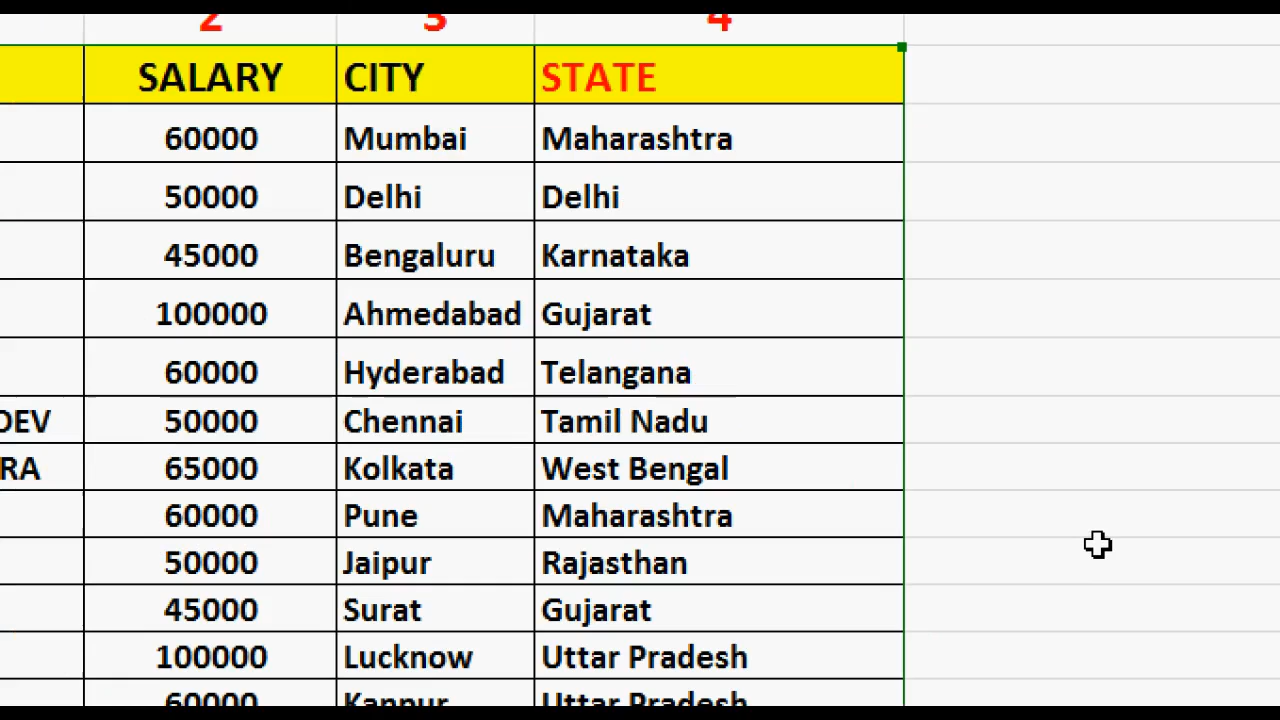 2 3 4
SALARY CITY STATE
60000 Mumbai Maharashtra
50000 Delhi Delhi
45000 Bengaluru Karnataka
100000 Ahmedabad Gujarat
60000 Hyderabad Telangana
DEV 50000 Chennai Tamil Nadu
RA 65000 Kolkata West Bengal
60000 Pune Maharashtra
50000 Jaipur Rajasthan
45000 Surat Gujarat
100000 Lucknow Uttar Pradesh
60000 Kanpur Uttar Pradesh